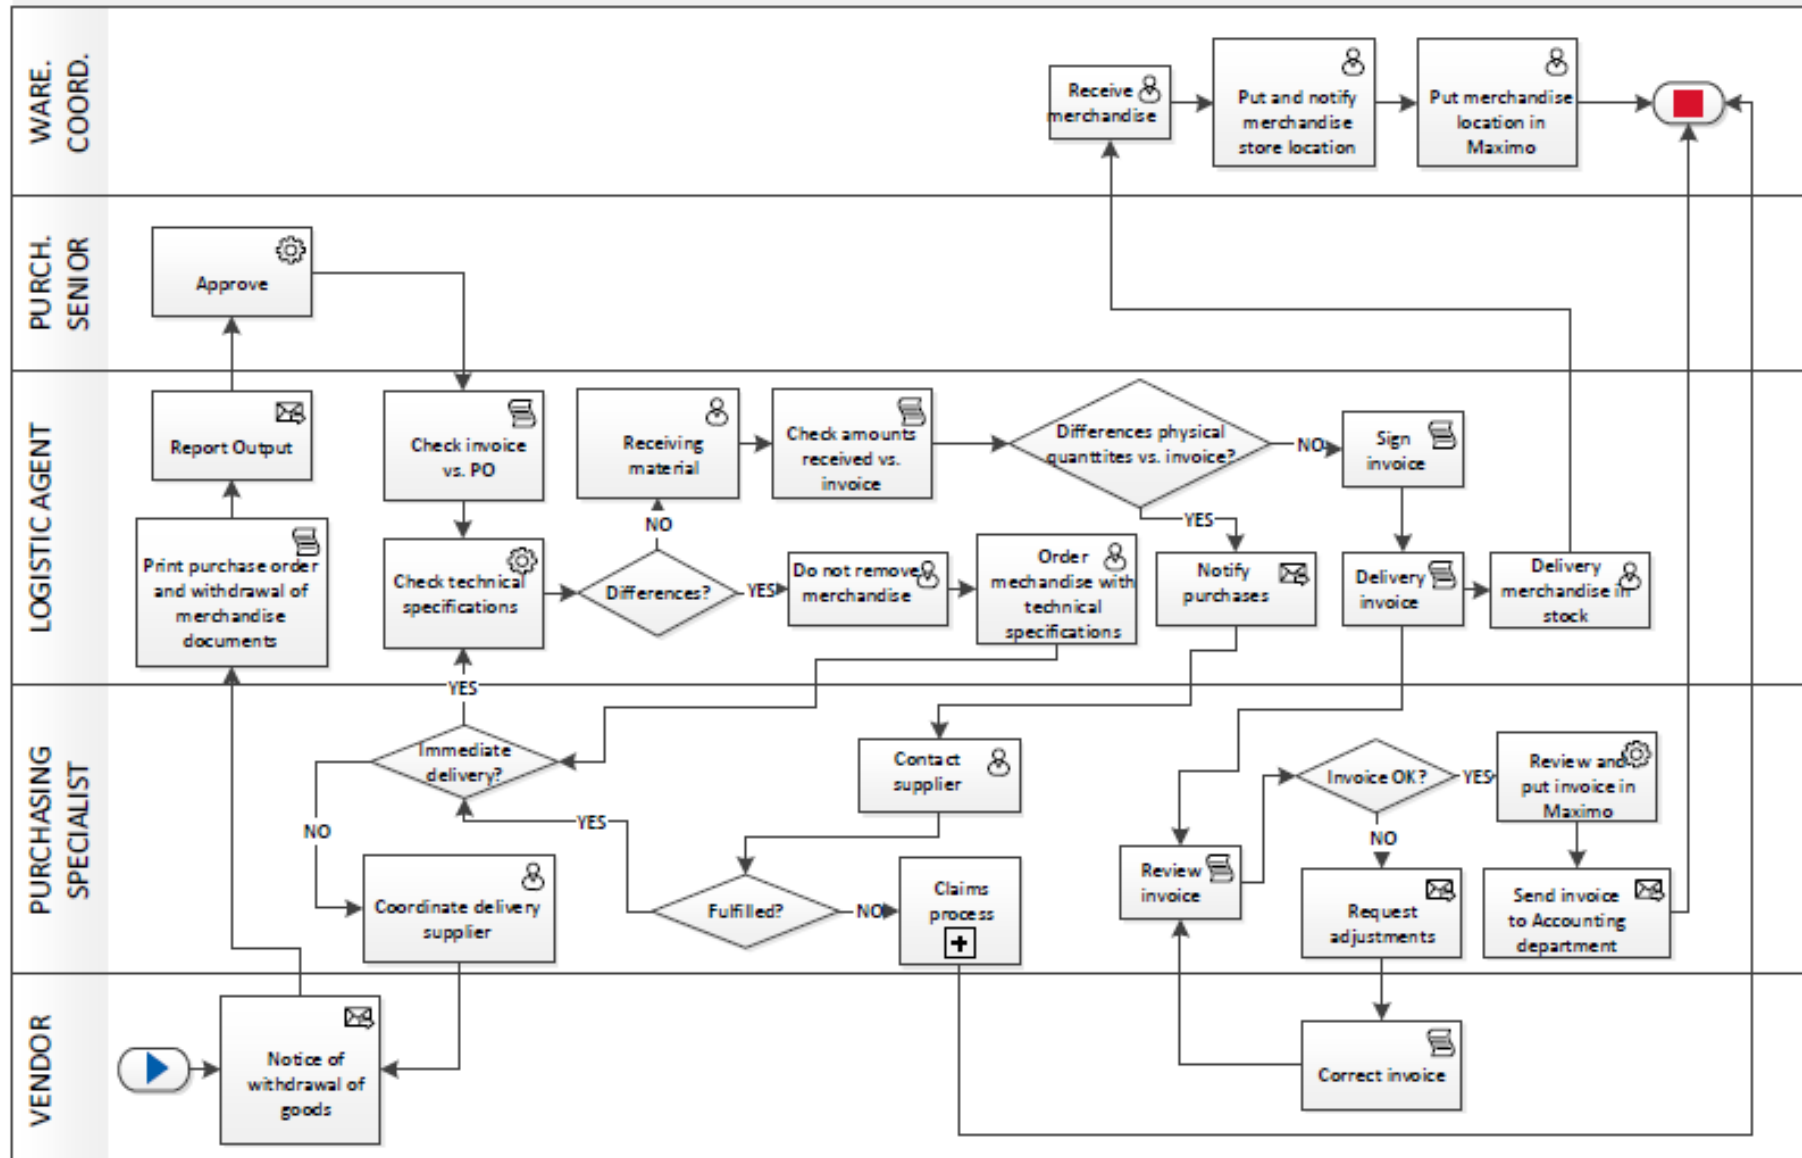 WARE.
COORD.
Receive
merchandise
Put and notify
merchandise
store location
Put merchandise
location in
Maximo
PURCH.
SENIOR
Approve
LOGISTIC AGENT
Report Output
Print purchase order
and withdrawal of
merchandise
documents
Check invoice
vs. PO
Check technical
specifications
Receiving
material
NO
Differences?
YES
Check amounts
received vs.
invoice
Do not remove
merchandise
Order
mechandise with
technical
specifications
Differences physical
quanttites vs. invoice?
NO
YES
Notify
purchases
Sign
invoice
Delivery
invoice
Delivery
merchandise in
stock
PURCHASING
SPECIALIST
YES
Immediate
delivery?
NO
Coordinate delivery
supplier
YES
Contact
supplier
Fulfilled?
NO
Claims
process
Review
invoice
Invoice OK?
YES
NO
Request
adjustments
Review and
put invoice in
Maximo
Send invoice
to Accounting
department
VENDOR
Notice of
withdrawal of
goods
Correct invoice